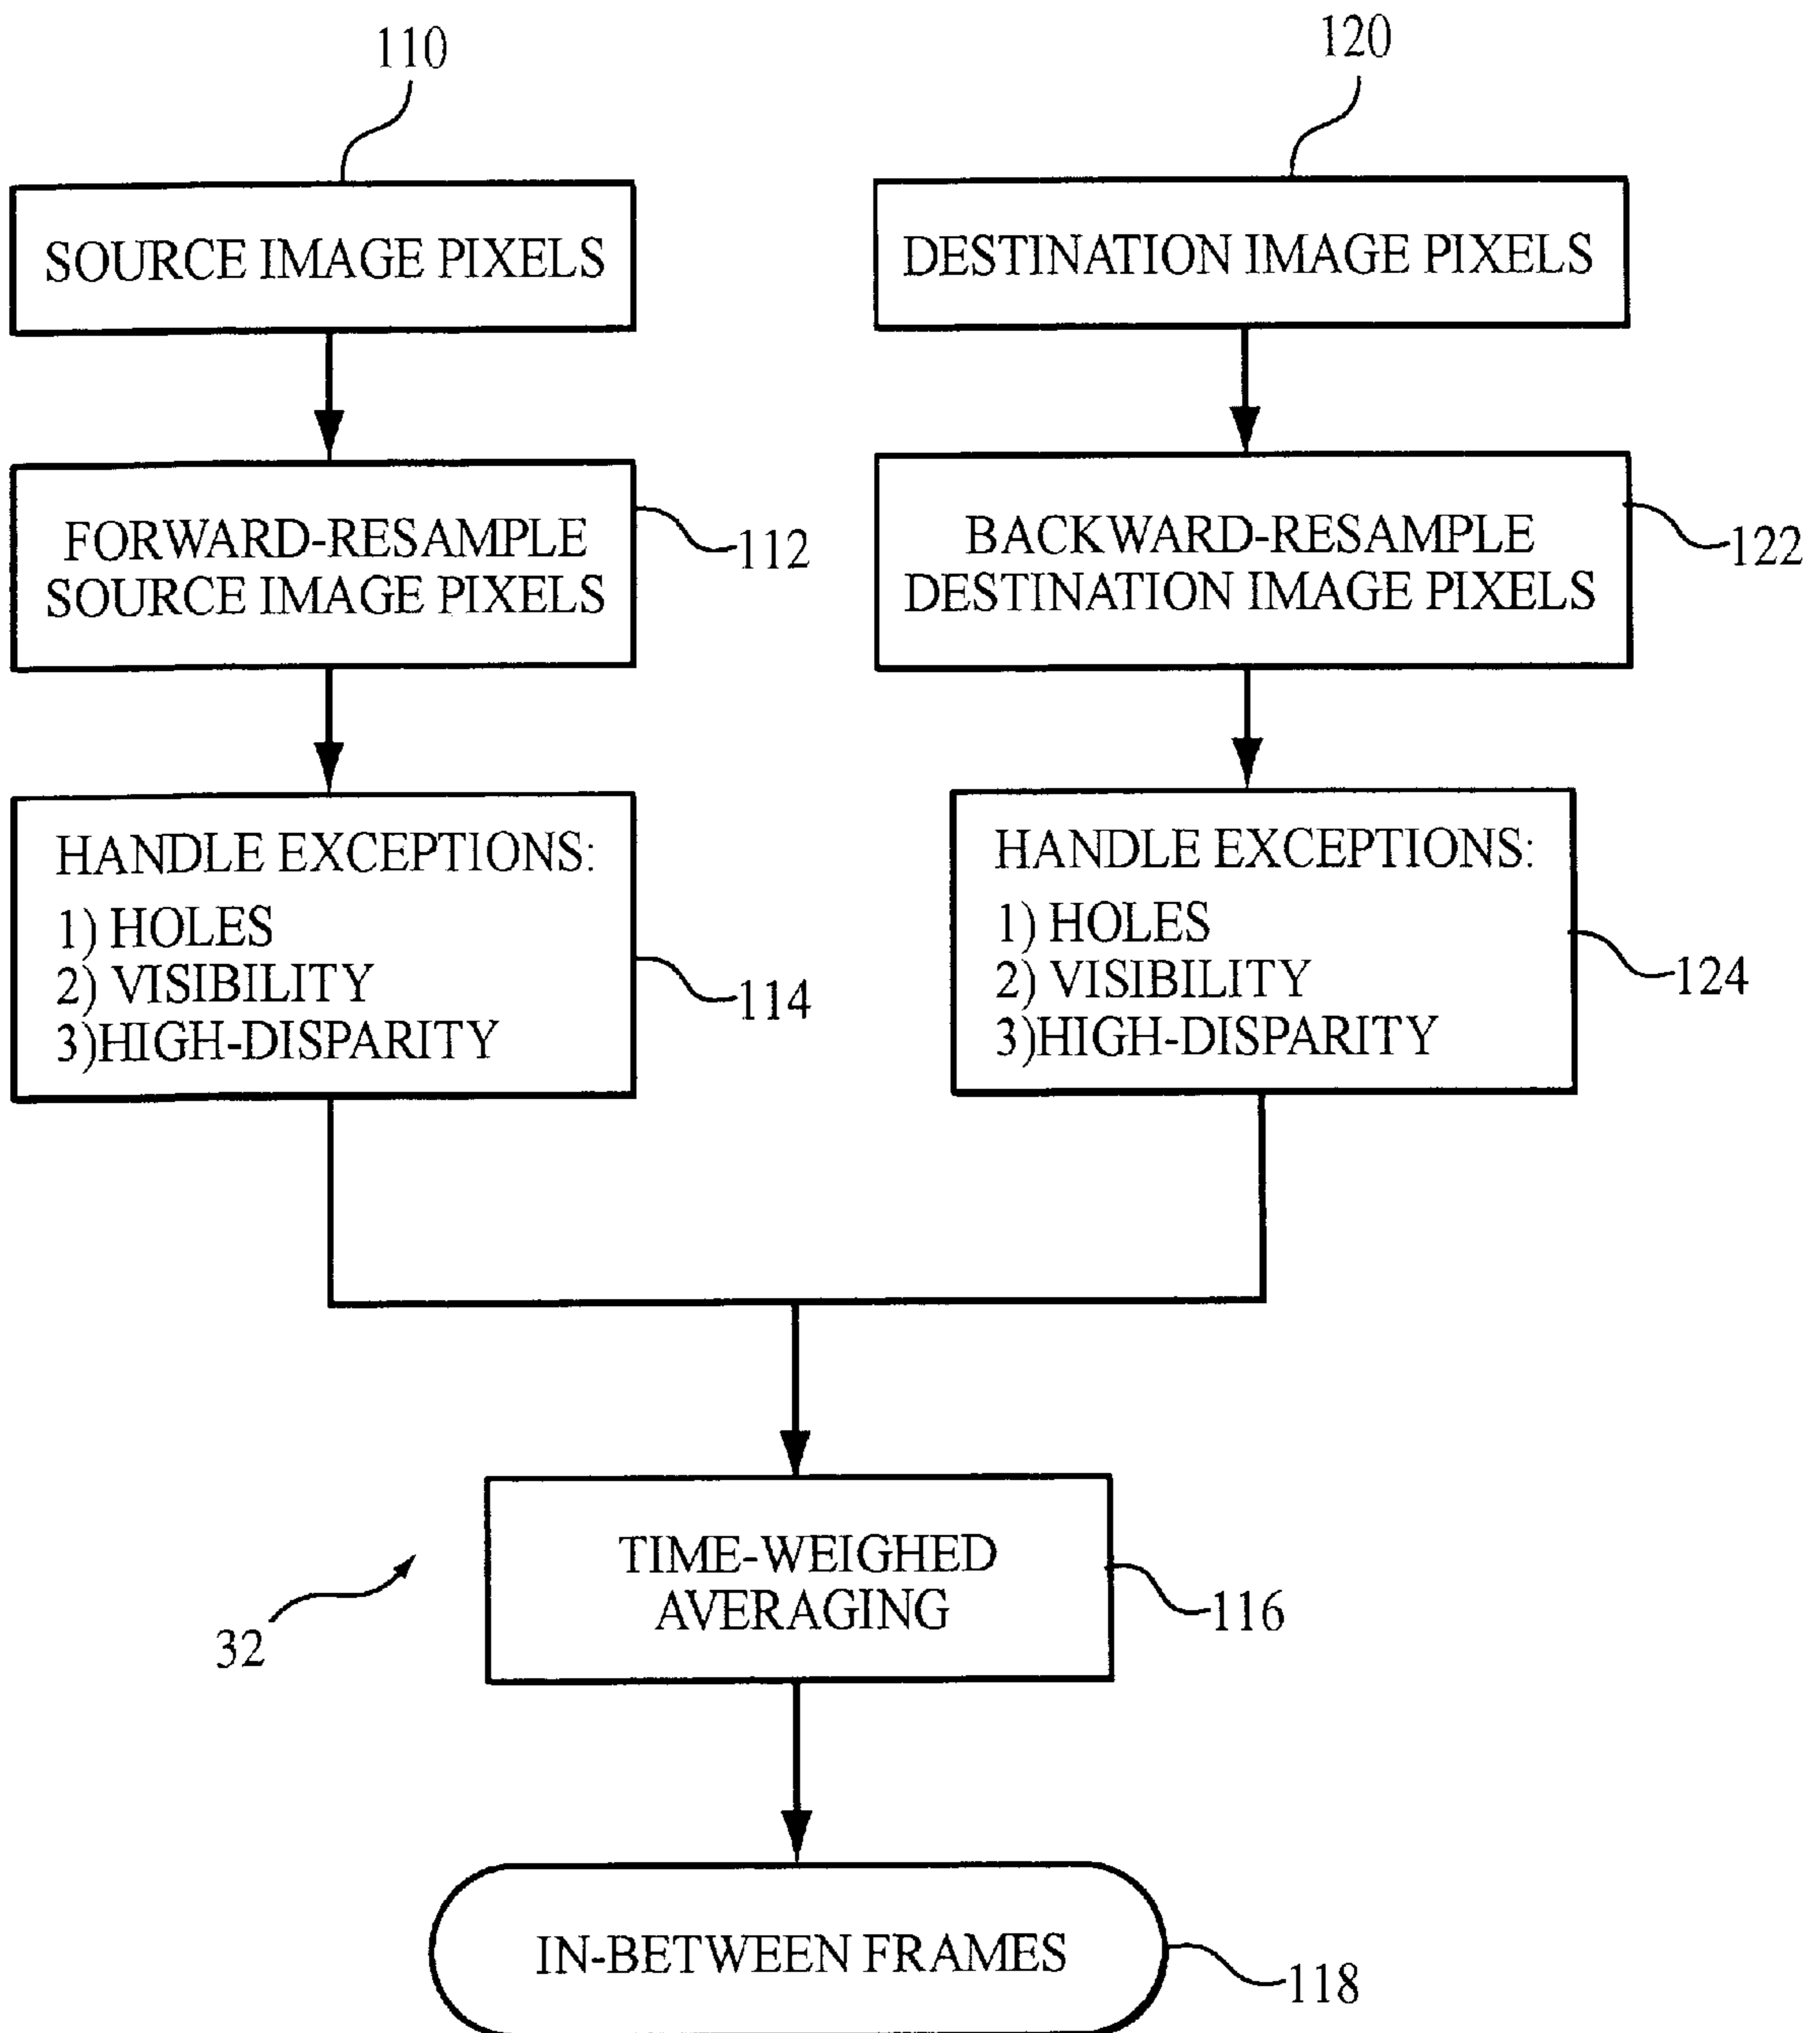 110
120
SOURCE IMAGE PIXELS
DESTINATION IMAGE PIXELS
FORWARD-RESAMPLE
SOURCE IMAGE PIXELS
112
BACKWARD-RESAMPLE
DESTINATION IMAGE PIXELS
122
HANDLE EXCEPTIONS:
1) HOLES
2) VISIBILITY
3)HIGH-DISPARITY
114
HANDLE EXCEPTIONS:
1) HOLES
2) VISIBILITY
3)HIGH-DISPARITY
124
TIME-WEIGHED
AVERAGING
116
32
IN-BETWEEN FRAMES
118